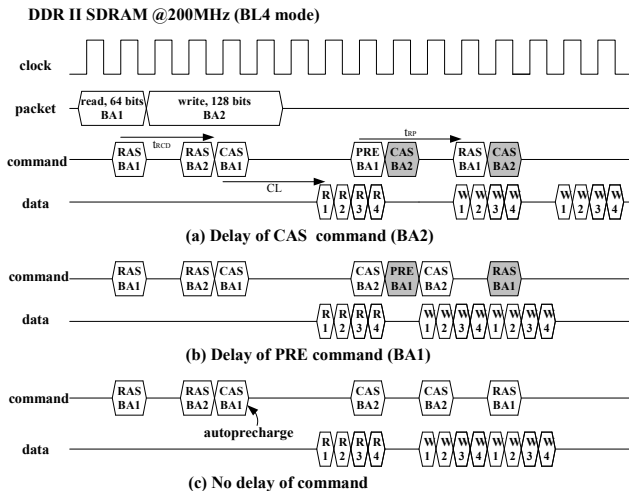 DDR II SDRAM @200MHz (BL4 mode)
clock
packet
read, 64 bits
BA1
write, 128 bits
BA2
tRCD
tRP
command
RAS
BA1
RAS
BA2
CAS
BA1
PRE
BA1
CAS
BA2
RAS
BA1
CAS
BA2
CL
data
R R R R
1 2 3 4
W W W W
1 2 3 4
W W W W
1 2 3 4
(a) Delay of CAS command (BA2)
command
RAS
BA1
RAS
BA2
CAS
BA1
CAS
BA2
PRE
BA1
CAS
BA2
RAS
BA1
data
R R R R
1 2 3 4
W W W W W W W W
1 2 3 4 1 2 3 4
(b) Delay of PRE command (BA1)
command
RAS
BA1
RAS
BA2
CAS
BA1
CAS
BA2
CAS
BA2
RAS
BA1
autoprecharge
data
R R R R
1 2 3 4
W W W W W W W W
1 2 3 4 1 2 3 4
(c) No delay of command